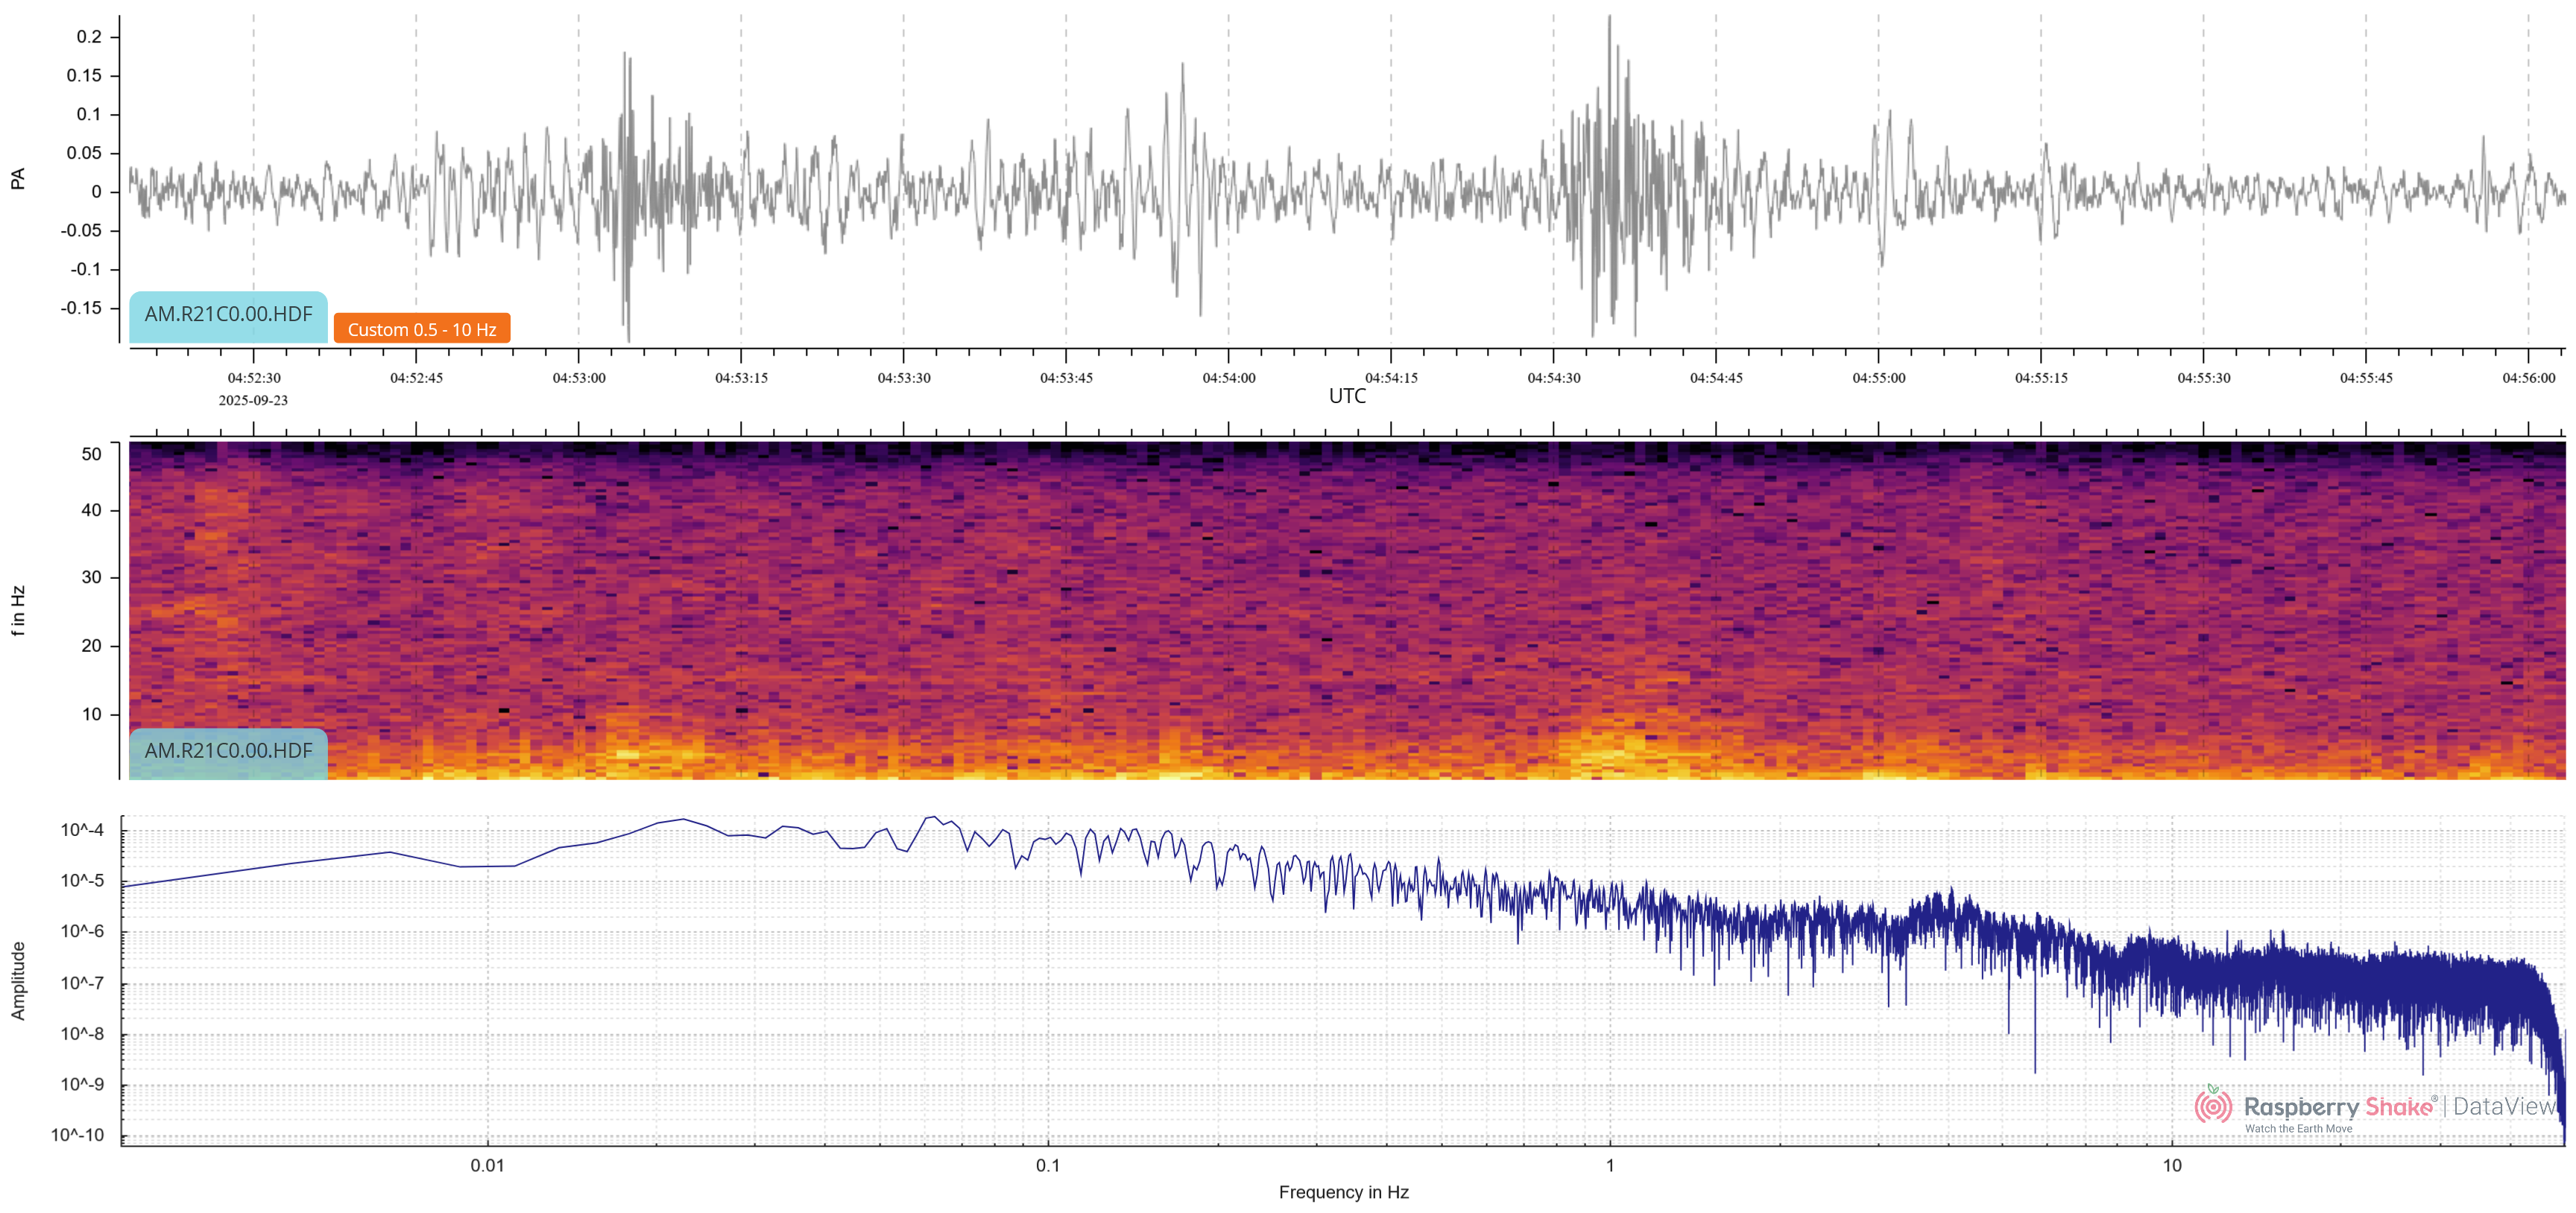 0.2
0.15
0.1
0.05
0
-0.05
-0.1
-0.15
PA
AM.R21C0.00.HDF
Custom 0.5 - 10 Hz
04:52:30 04:52:45 04:53:00 04:53:15 04:53:30 04:53:45 04:54:00 04:54:15 04:54:30 04:54:45 04:55:00 04:55:15 04:55:30 04:55:45 04:56:00
2025-09-23
UTC
50
40
30
20
10
f in Hz
AM.R21C0.00.HDF
10^-4
10^-5
10^-6
10^-7
10^-8
10^-9
10^-10
Amplitude
Raspberry Shake® | DataView
Watch the Earth Move
0.01 0.1 1 10
Frequency in Hz